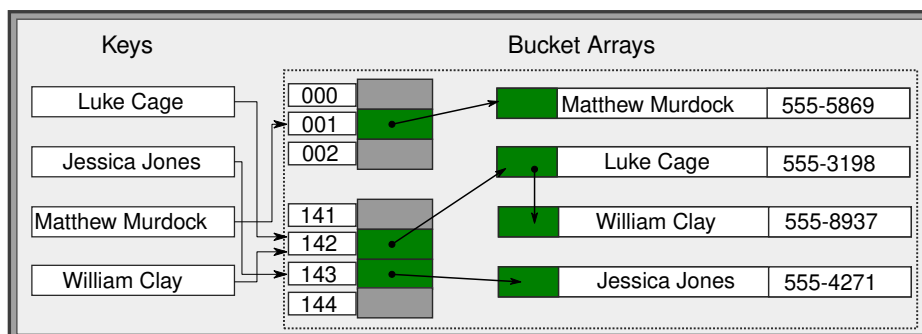 Keys
Bucket Arrays
Luke Cage
Jessica Jones
Matthew Murdock
William Clay
000
001
002
141
142
143
144
Matthew Murdock 555-5869
Luke Cage 555-3198
William Clay 555-8937
Jessica Jones 555-4271